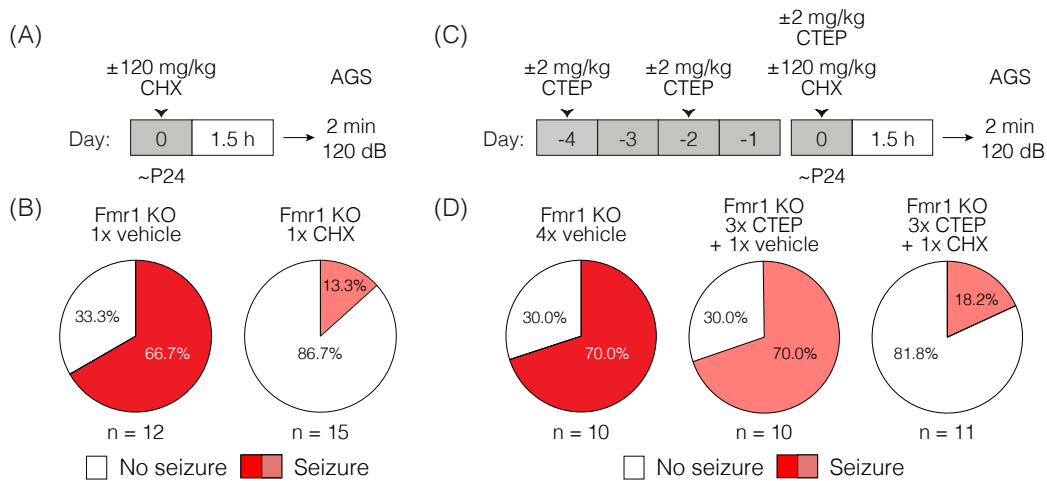 (A)
±120 mg/kg
CHX
AGS
Day:
0
1.5 h
2 min
120 dB
~P24
(B)
Fmr1 KO
1x vehicle
33.3%
66.7%
n = 12
Fmr1 KO
1x CHX
13.3%
86.7%
n = 15
No seizure
Seizure
(C)
±2 mg/kg
CTEP
±2 mg/kg
CTEP
±2 mg/kg
CTEP
±120 mg/kg
CHX
AGS
Day:
-4
-3
-2
-1
0
1.5 h
2 min
120 dB
~P24
(D)
Fmr1 KO
4x vehicle
30.0%
70.0%
n = 10
Fmr1 KO
3x CTEP
+ 1x vehicle
30.0%
70.0%
n = 10
Fmr1 KO
3x CTEP
+ 1x CHX
18.2%
81.8%
n = 11
No seizure
Seizure